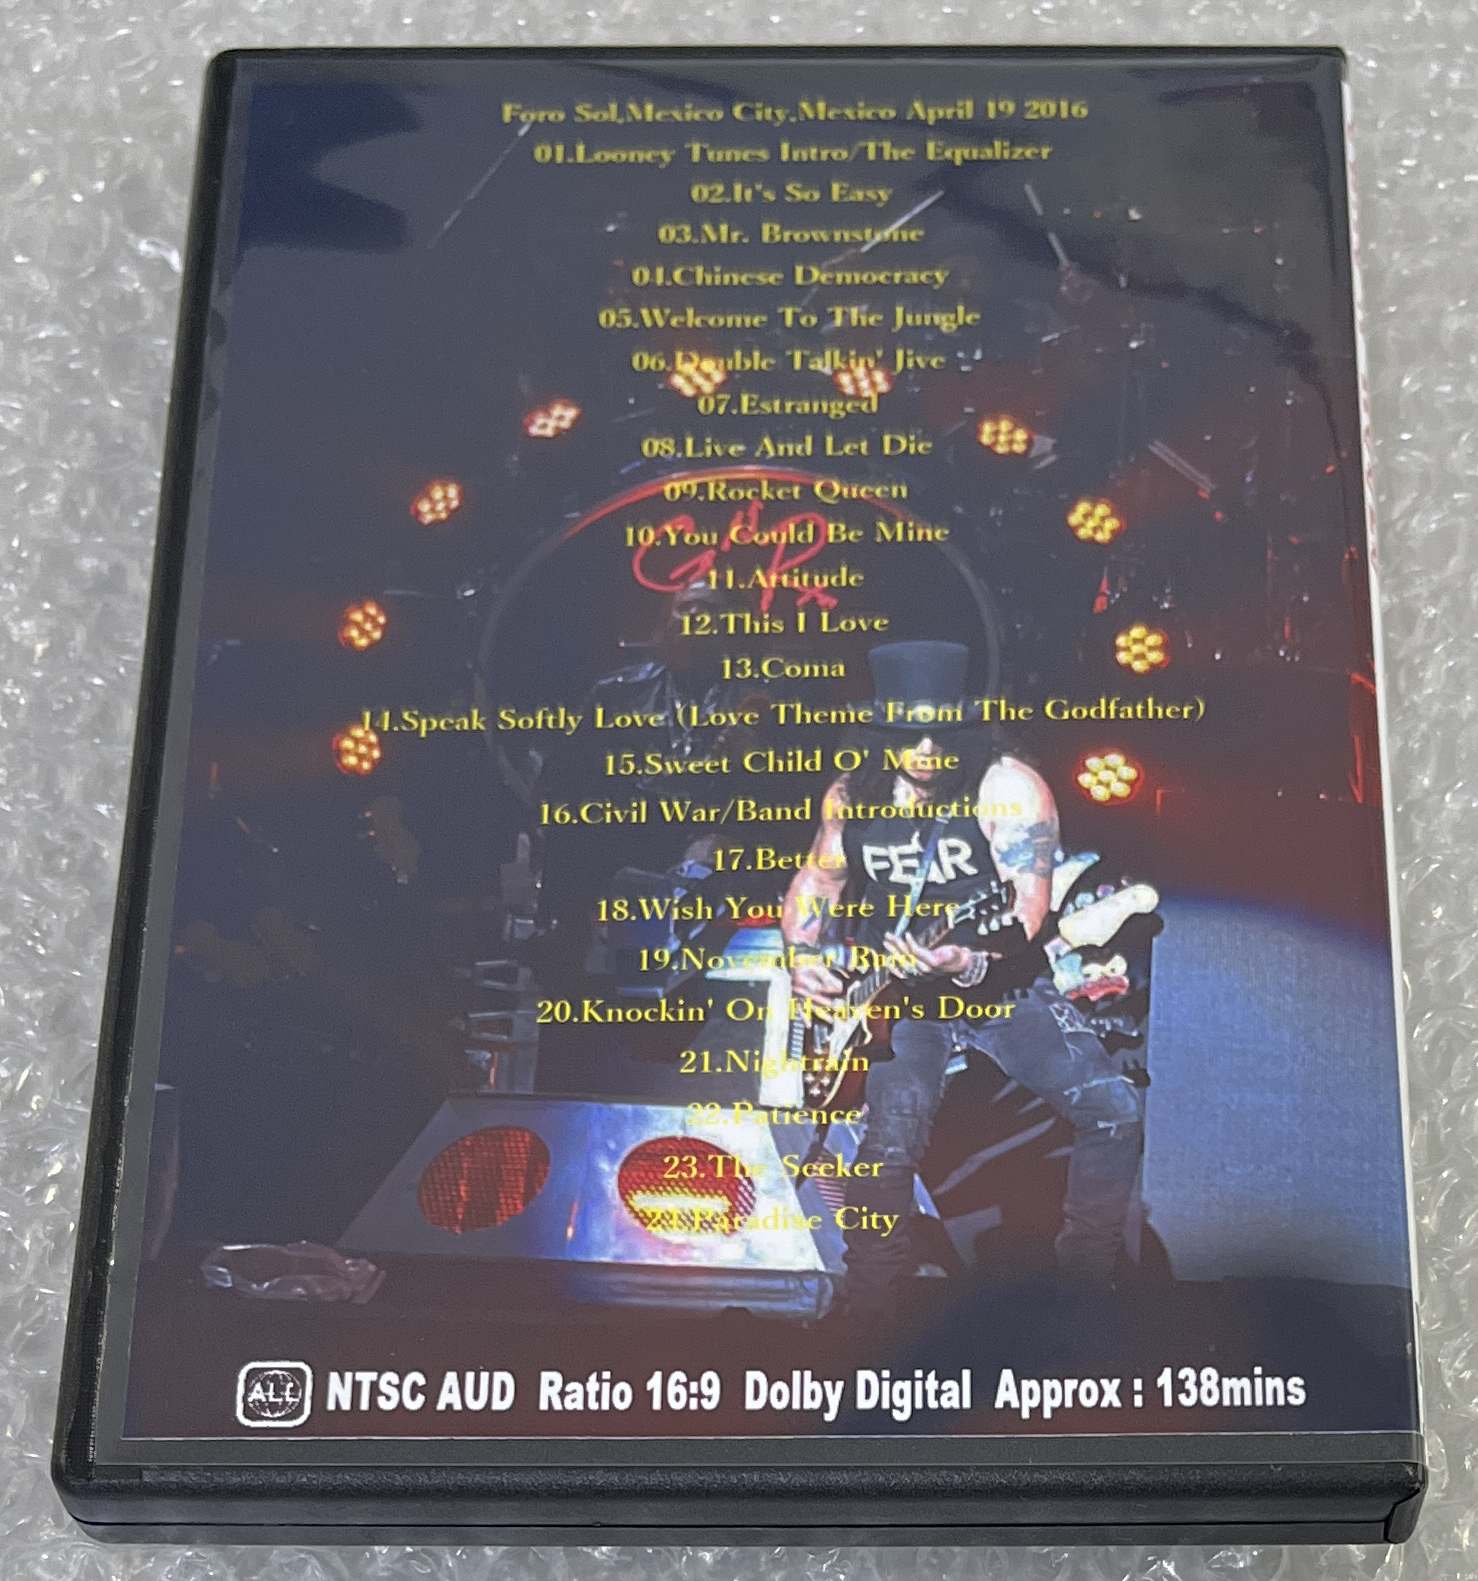 Foro Sol,Mexico City,Mexico April 19 2016
01.Looney Tunes Intro/The Equalizer
02.It's So Easy
03.Mr. Brownstone
04.Chinese Democracy
05.Welcome To The Jungle
06.Double Talkin' Jive
07.Estranged
08.Live And Let Die
09.Rocket Queen
10.You Could Be Mine
G N' R
11.Attitude
12.This I Love
13.Coma
14.Speak Softly Love (Love Theme From The Godfather)
15.Sweet Child O' Mine
16.Civil War/Band Introductions
17.Better
FEAR
18.Wish You Were Here
19.November Rain
20.Knockin' On Heaven's Door
21.Nightrain
22.Patience
23.The Seeker
24.Paradise City
ALL NTSC AUD Ratio 16:9 Dolby Digital Approx : 138mins